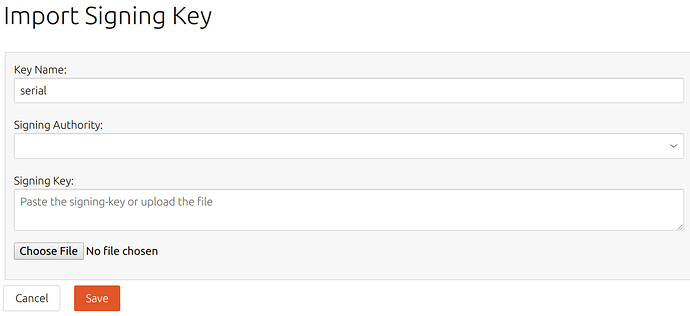 Import Signing Key
Key Name:
serial
Signing Authority:
Signing Key:
Paste the signing-key or upload the file
Choose File No file chosen
Cancel Save